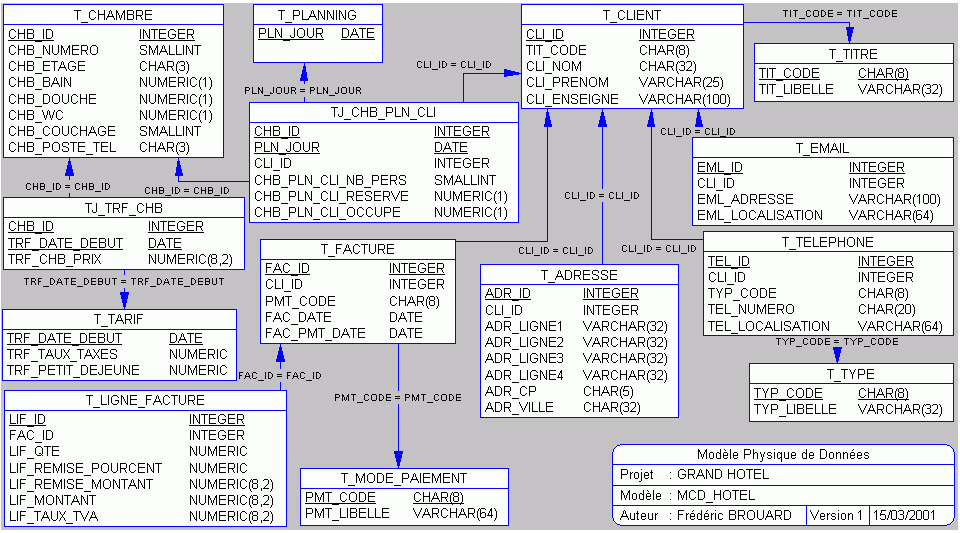 T_CHAMBRE
CHB_ID INTEGER
CHB_NUMERO SMALLINT
CHB_ETAGE CHAR(3)
CHB_BAIN NUMERIC(1)
CHB_DOUCHE NUMERIC(1)
CHB_WC NUMERIC(1)
CHB_COUCHAGE SMALLINT
CHB_POSTE_TEL CHAR(3)
T_PLANNING
PLN_JOUR DATE
PLN_JOUR = PLN_JOUR
T_CLIENT
CLI_ID INTEGER
TIT_CODE CHAR(8)
CLI_NOM CHAR(32)
CLI_PRENOM VARCHAR(25)
CLI_ENSEIGNE VARCHAR(100)
TIT_CODE = TIT_CODE
T_TITRE
TIT_CODE CHAR(8)
TIT_LIBELLE VARCHAR(32)
CLI_ID = CLI_ID
TJ_CHB_PLN_CLI
CHB_ID INTEGER
PLN_JOUR DATE
CLI_ID INTEGER
CHB_PLN_CLI_NB_PERS SMALLINT
CHB_PLN_CLI_RESERVE NUMERIC(1)
CHB_PLN_CLI_OCCUPE NUMERIC(1)
CLI_ID = CLI_ID
T_EMAIL
EML_ID INTEGER
CLI_ID INTEGER
EML_ADRESSE VARCHAR(100)
EML_LOCALISATION VARCHAR(64)
CHB_ID = CHB_ID
CHB_ID = CHB_ID
CLI_ID = CLI_ID
TJ_TRF_CHB
CHB_ID INTEGER
TRF_DATE_DEBUT DATE
TRF_CHB_PRIX NUMERIC(8,2)
TRF_DATE_DEBUT = TRF_DATE_DEBUT
T_FACTURE
FAC_ID INTEGER
CLI_ID INTEGER
PMT_CODE CHAR(8)
FAC_DATE DATE
FAC_PMT_DATE DATE
CLI_ID = CLI_ID
CLI_ID = CLI_ID
T_TELEPHONE
TEL_ID INTEGER
CLI_ID INTEGER
TYP_CODE CHAR(8)
TEL_NUMERO CHAR(20)
TEL_LOCALISATION VARCHAR(64)
T_ADRESSE
ADR_ID INTEGER
CLI_ID INTEGER
ADR_LIGNE1 VARCHAR(32)
ADR_LIGNE2 VARCHAR(32)
ADR_LIGNE3 VARCHAR(32)
ADR_LIGNE4 VARCHAR(32)
ADR_CP CHAR(5)
ADR_VILLE CHAR(32)
T_TARIF
TRF_DATE_DEBUT DATE
TRF_TAUX_TAXES NUMERIC
TRF_PETIT_DEJEUNE NUMERIC
TYP_CODE = TYP_CODE
T_TYPE
TYP_CODE CHAR(8)
TYP_LIBELLE VARCHAR(32)
FAC_ID = FAC_ID
PMT_CODE = PMT_CODE
T_LIGNE_FACTURE
LIF_ID INTEGER
FAC_ID INTEGER
LIF_QTE NUMERIC
LIF_REMISE_POURCENT NUMERIC
LIF_REMISE_MONTANT NUMERIC(8,2)
LIF_MONTANT NUMERIC(8,2)
LIF_TAUX_TVA NUMERIC(8,2)
T_MODE_PAIEMENT
PMT_CODE CHAR(8)
PMT_LIBELLE VARCHAR(64)
Modèle Physique de Données
Projet : GRAND HOTEL
Modèle : MCD_HOTEL
Auteur : Frédéric BROUARD Version 1 15/03/2001